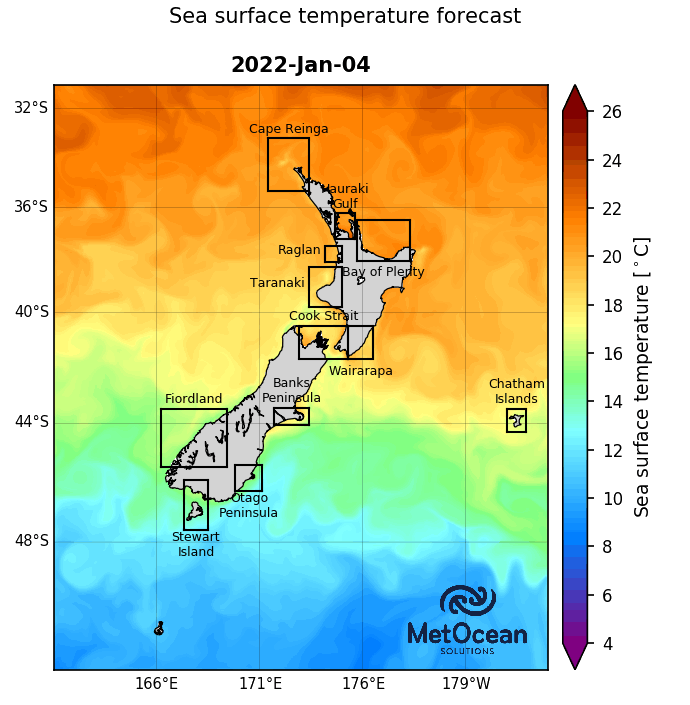 Sea surface temperature forecast
2022-Jan-04
32°S
36°S
40°S
44°S
48°S
166°E
171°E
176°E
179°W
Cape Reinga
Hauraki
Gulf
Raglan
Bay of Plenty
Taranaki
Cook Strait
Wairarapa
Banks
Peninsula
Fiordland
Chatham
Islands
Otago
Peninsula
Stewart
Island
MetOcean
SOLUTIONS
26
24
22
20
18
16
14
12
10
8
6
4
Sea surface temperature [°C]